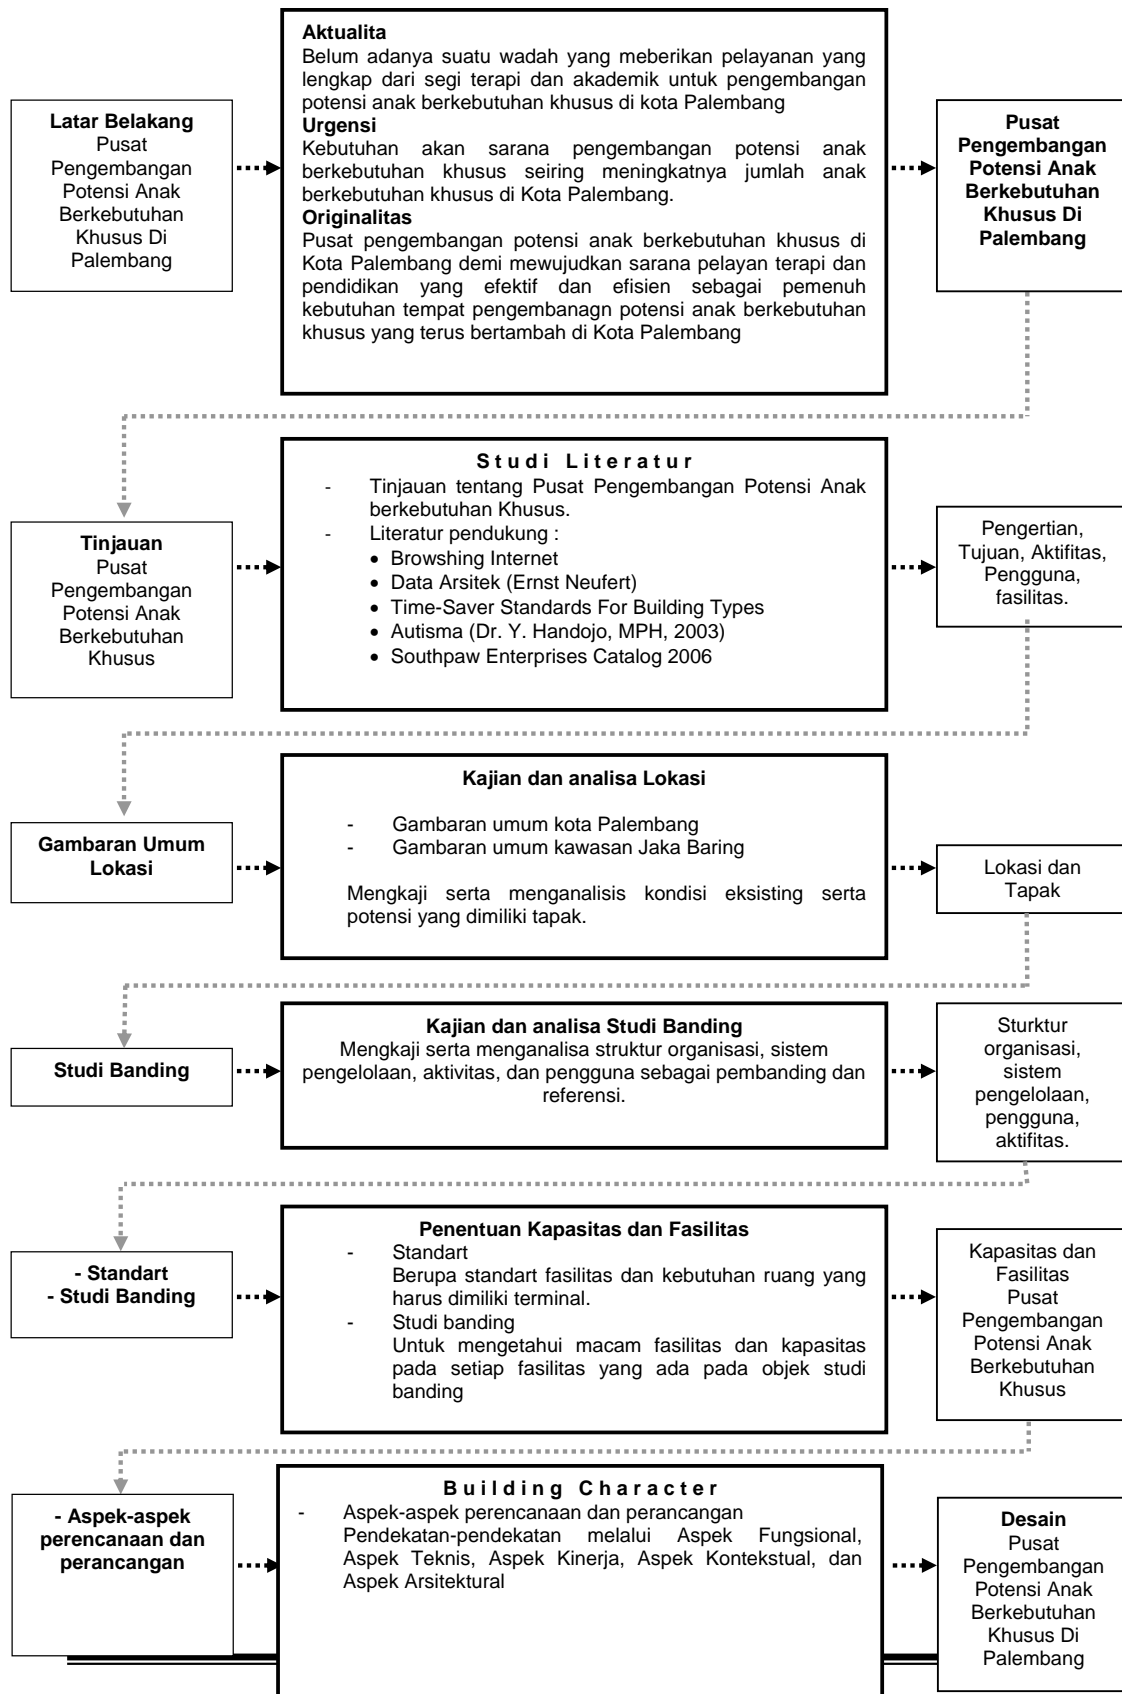 Latar Belakang
Pusat
Pengembangan
Potensi Anak
Berkebutuhan
Khusus Di
Palembang
Aktualita
Belum adanya suatu wadah yang meberikan pelayanan yang
lengkap dari segi terapi dan akademik untuk pengembangan
potensi anak berkebutuhan khusus di kota Palembang
Urgensi
Kebutuhan akan sarana pengembangan potensi anak
berkebutuhan khusus seiring meningkatnya jumlah anak
berkebutuhan khusus di Kota Palembang.
Originalitas
Pusat pengembangan potensi anak berkebutuhan khusus di
Kota Palembang demi mewujudkan sarana pelayan terapi dan
pendidikan yang efektif dan efisien sebagai pemenuh
kebutuhan tempat pengembanagn potensi anak berkebutuhan
khusus yang terus bertambah di Kota Palembang
Pusat
Pengembangan
Potensi Anak
Berkebutuhan
Khusus Di
Palembang
Tinjauan
Pusat
Pengembangan
Potensi Anak
Berkebutuhan
Khusus
Studi Literatur
- Tinjauan tentang Pusat Pengembangan Potensi Anak
berkebutuhan Khusus.
- Literatur pendukung :
• Browshing Internet
• Data Arsitek (Ernst Neufert)
• Time-Saver Standards For Building Types
• Autisma (Dr. Y. Handojo, MPH, 2003)
• Southpaw Enterprises Catalog 2006
Pengertian,
Tujuan, Aktifitas,
Pengguna,
fasilitas.
Gambaran Umum
Lokasi
Kajian dan analisa Lokasi
- Gambaran umum kota Palembang
- Gambaran umum kawasan Jaka Baring
Mengkaji serta menganalisis kondisi eksisting serta
potensi yang dimiliki tapak.
Lokasi dan
Tapak
Studi Banding
Kajian dan analisa Studi Banding
Mengkaji serta menganalisa struktur organisasi, sistem
pengelolaan, aktivitas, dan pengguna sebagai pembanding dan
referensi.
Sturktur
organisasi,
sistem
pengelolaan,
pengguna,
aktifitas.
- Standart
- Studi Banding
Penentuan Kapasitas dan Fasilitas
- Standart
Berupa standart fasilitas dan kebutuhan ruang yang
harus dimiliki terminal.
- Studi banding
Untuk mengetahui macam fasilitas dan kapasitas
pada setiap fasilitas yang ada pada objek studi
banding
Kapasitas dan
Fasilitas
Pusat
Pengembangan
Potensi Anak
Berkebutuhan
Khusus
- Aspek-aspek
perencanaan dan
perancangan
Building Character
- Aspek-aspek perencanaan dan perancangan
Pendekatan-pendekatan melalui Aspek Fungsional,
Aspek Teknis, Aspek Kinerja, Aspek Kontekstual, dan
Aspek Arsitektural
Desain
Pusat
Pengembangan
Potensi Anak
Berkebutuhan
Khusus Di
Palembang